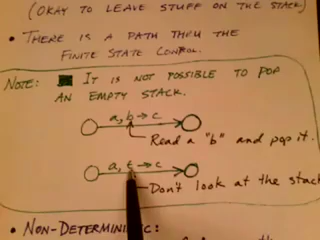 (OKAY TO LEAVE STUFF ON THE STACK)
• THERE IS A PATH THRU THE
FINITE STATE CONTROL.
NOTE: IT IS NOT POSSIBLE TO POP
AN EMPTY STACK.
a, b → c
Read a "b" and pop it.
a, ε → c
Don't look at the stack
• NON-DETERMINISTIC: